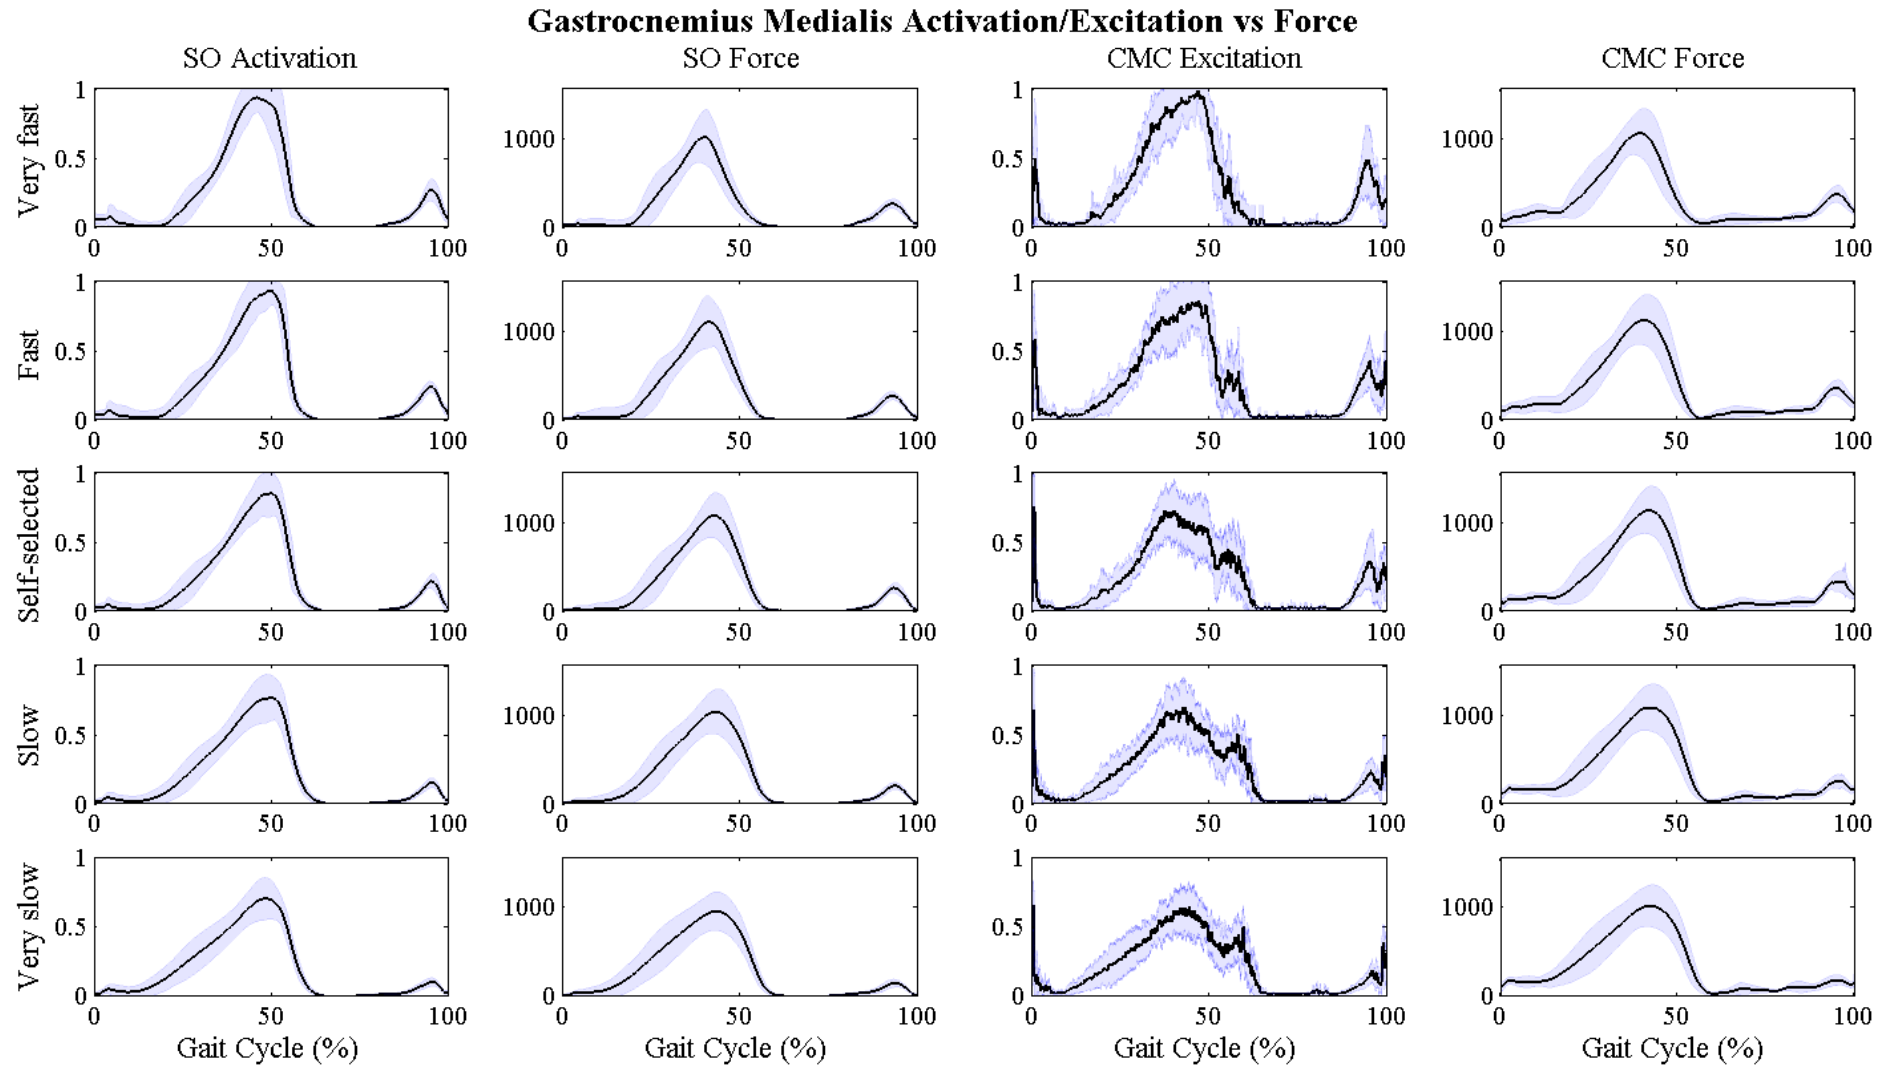 Gastrocnemius Medialis Activation/Excitation vs Force
SO Activation SO Force CMC Excitation CMC Force
Very fast
1 0.5 0 0 50 100
1000 0 0 50 100
1 0.5 0 0 50 100
1000 0 0 50 100
Fast
1 0.5 0 0 50 100
1000 0 0 50 100
1 0.5 0 0 50 100
1000 0 0 50 100
Self-selected
1 0.5 0 0 50 100
1000 0 0 50 100
1 0.5 0 0 50 100
1000 0 0 50 100
Slow
1 0.5 0 0 50 100
1000 0 0 50 100
1 0.5 0 0 50 100
1000 0 0 50 100
Very slow
1 0.5 0 0 50 100
1000 0 0 50 100
1 0.5 0 0 50 100
1000 0 0 50 100
Gait Cycle (%) Gait Cycle (%) Gait Cycle (%) Gait Cycle (%)